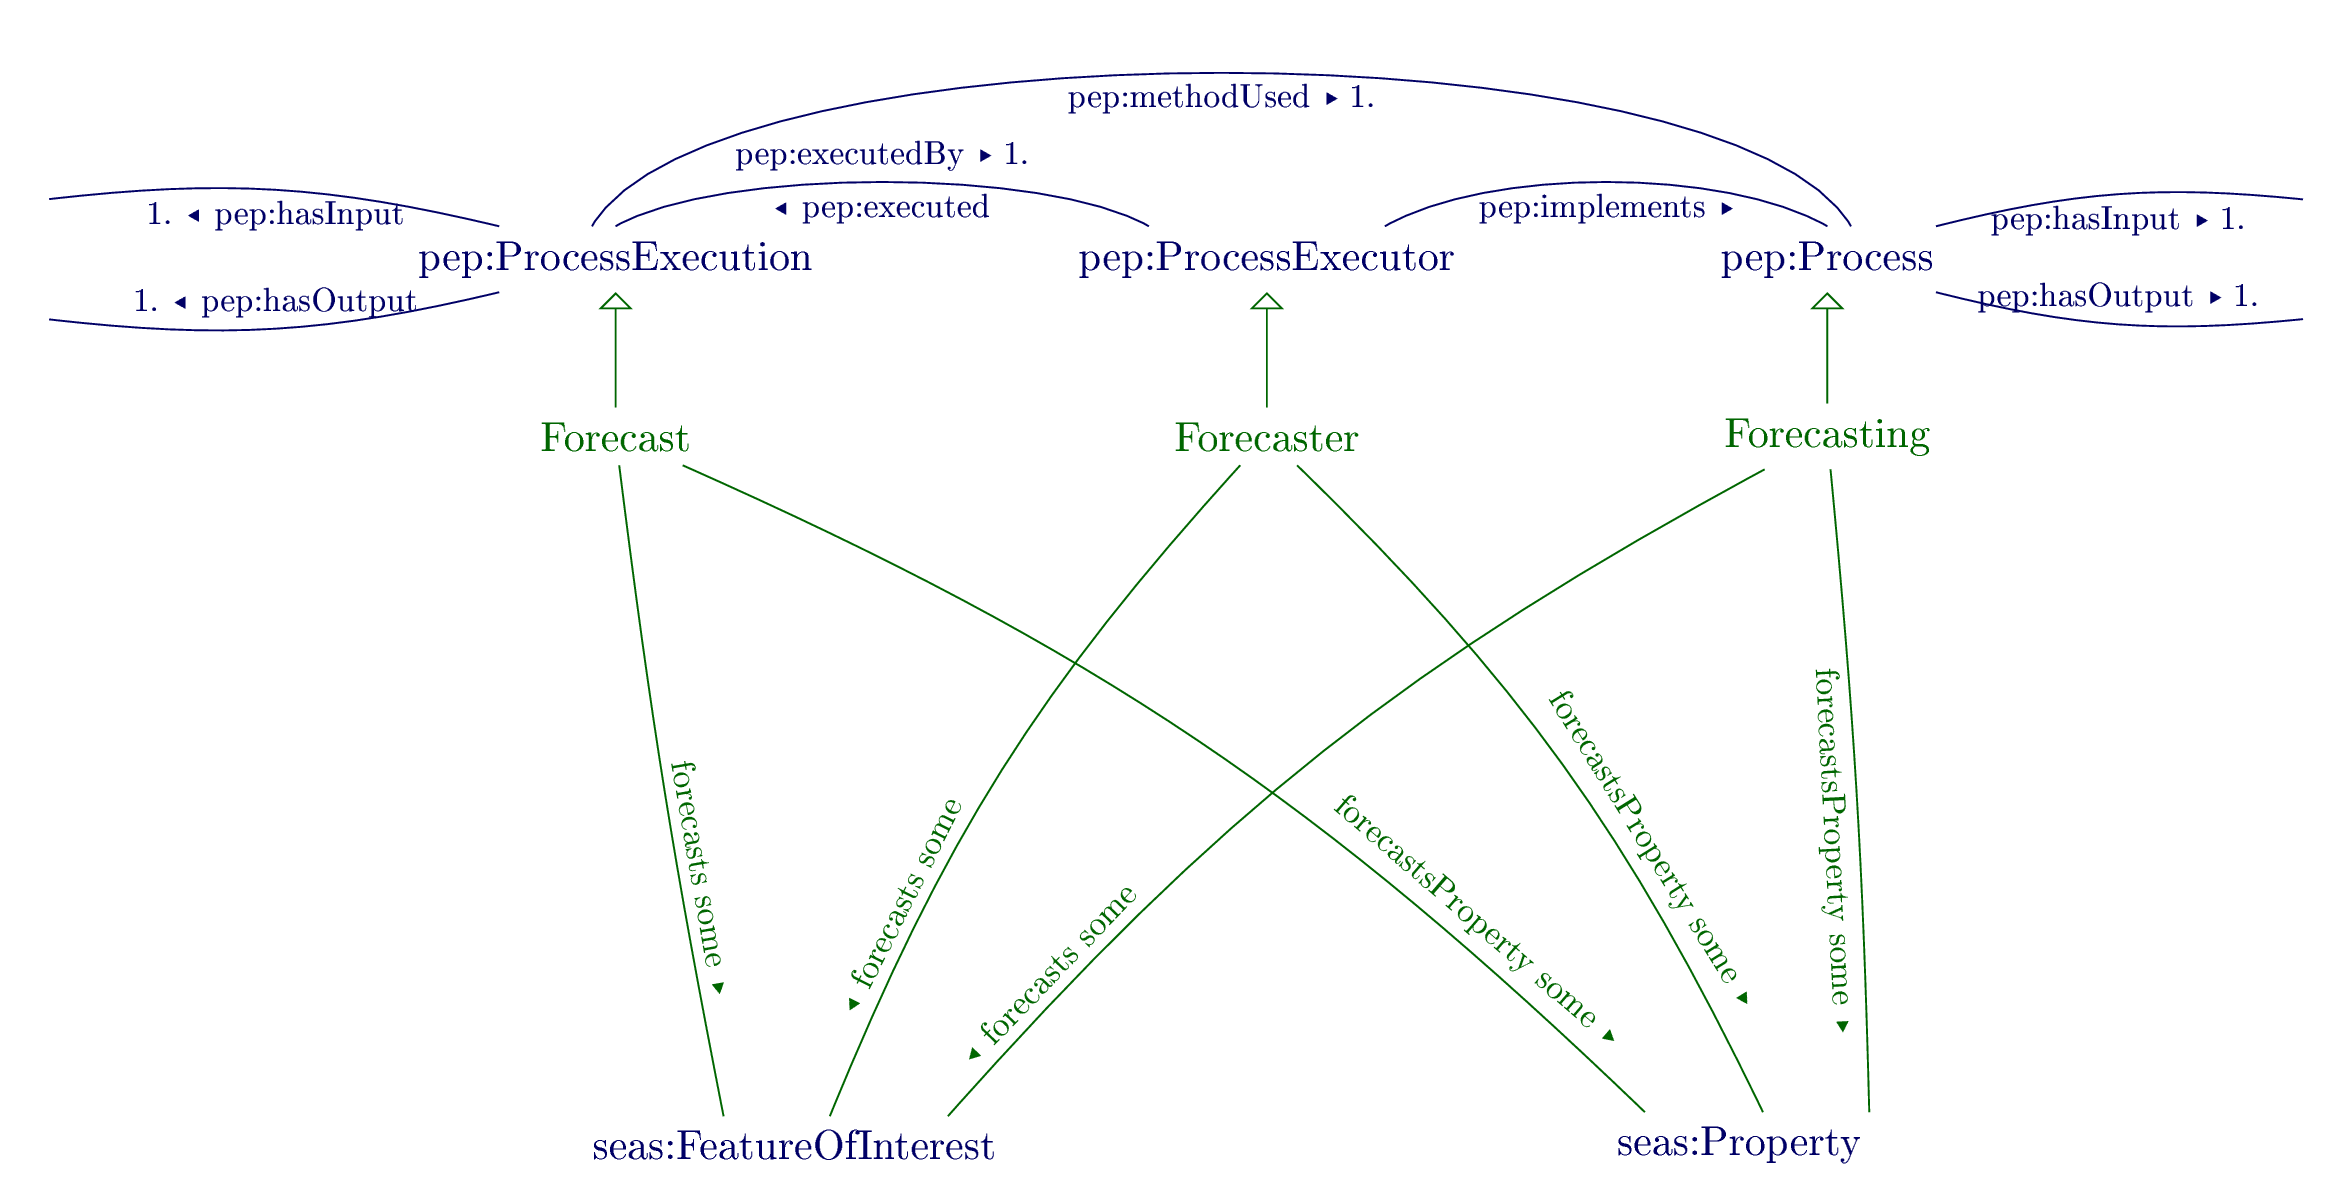 pep:methodUsed ▸ 1.
pep:executedBy ▸ 1.
1. ◂ pep:hasInput
◂ pep:executed
pep:implements ▸
pep:hasInput ▸ 1.
pep:ProcessExecution
pep:ProcessExecutor
pep:Process
1. ◂ pep:hasOutput
pep:hasOutput ▸ 1.
Forecast
Forecaster
Forecasting
forecasts some ▸
◂ forecasts some
◂ forecasts some
forecastsProperty some ▸
forecastsProperty some ▸
forecastsProperty some ▸
seas:FeatureOfInterest
seas:Property